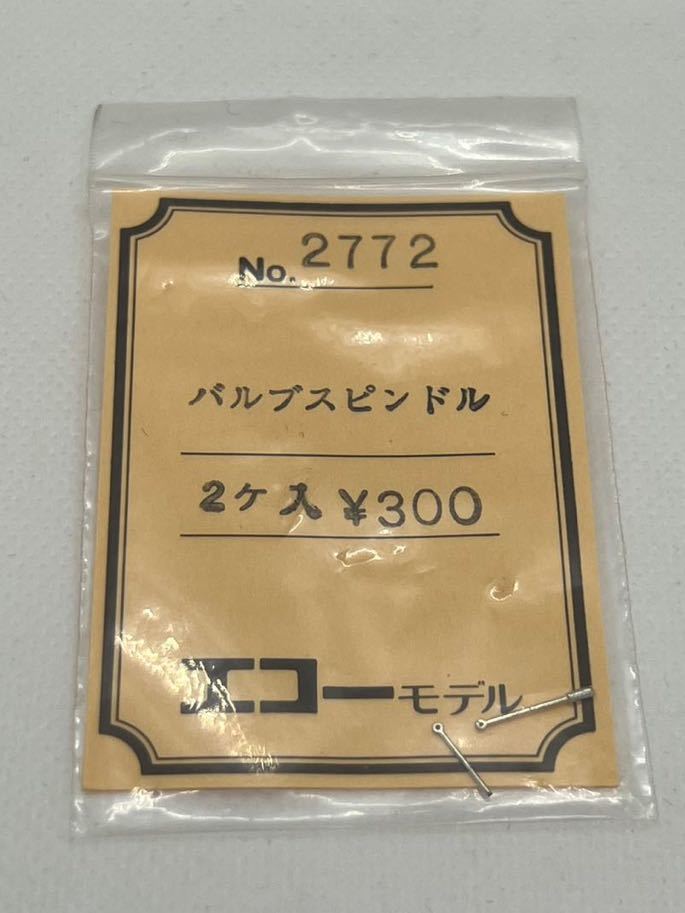 No. 2772
バルブスピンドル
2ケ入 ¥300
エコーモデル